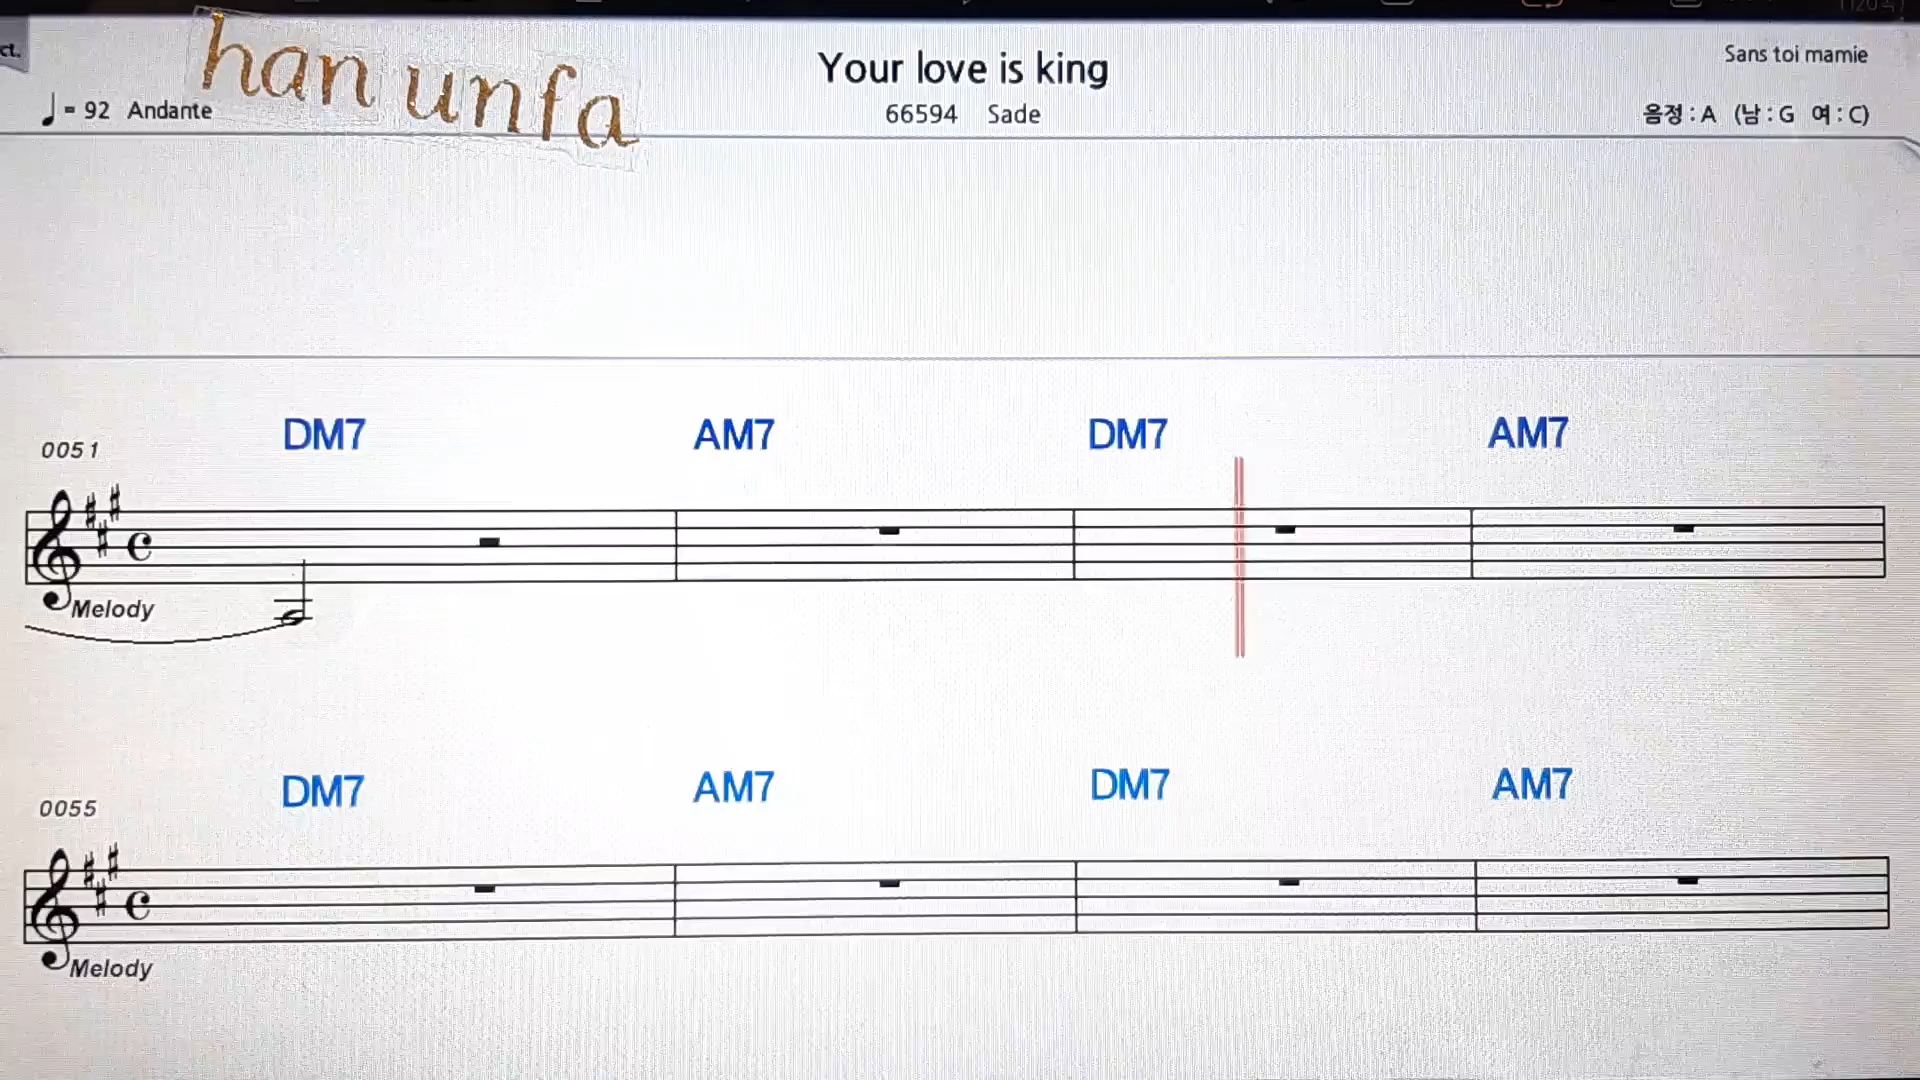 ct.
han unfa
Your love is king
Sans toi mamie
♩ = 92 Andante
66594 Sade
음정 : A (남 : G 여 : C)
DM7 AM7 DM7 AM7
0051
Melody
DM7 AM7 DM7 AM7
0055
Melody